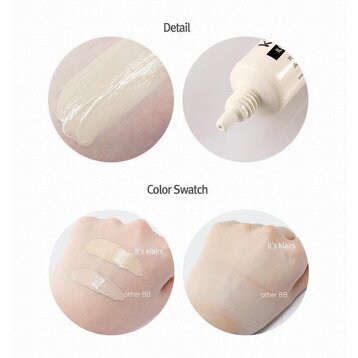 Detail
K
Color Swatch
it's klairs
other BB
it's klairs
other BB